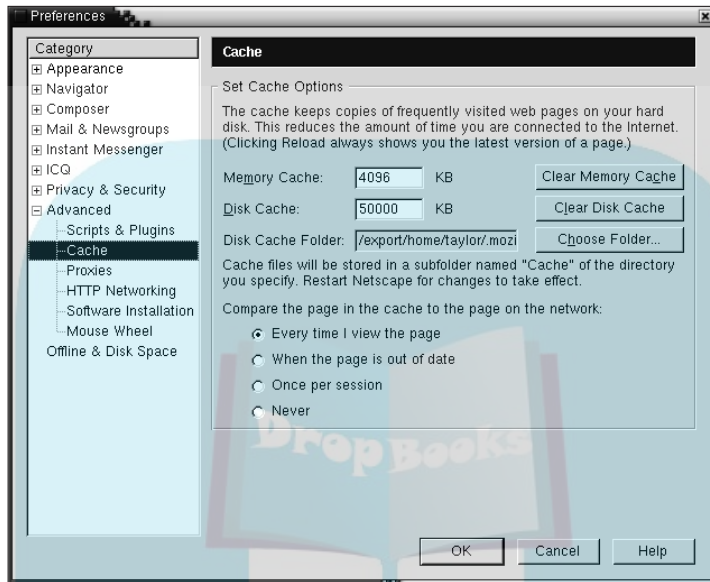 Preferences
Category
Appearance
Navigator
Composer
Mail & Newsgroups
Instant Messenger
ICQ
Privacy & Security
Advanced
Scripts & Plugins
Cache
Proxies
HTTP Networking
Software Installation
Mouse Wheel
Offline & Disk Space
Cache
Set Cache Options
The cache keeps copies of frequently visited web pages on your hard
disk. This reduces the amount of time you are connected to the Internet.
(Clicking Reload always shows you the latest version of a page.)
Memory Cache: 4096 KB Clear Memory Cache
Disk Cache: 50000 KB Clear Disk Cache
Disk Cache Folder: /export/home/taylor/.mozi Choose Folder...
Cache files will be stored in a subfolder named "Cache" of the directory
you specify. Restart Netscape for changes to take effect.
Compare the page in the cache to the page on the network:
Every time I view the page
When the page is out of date
Once per session
Never
DropBooks
OK Cancel Help